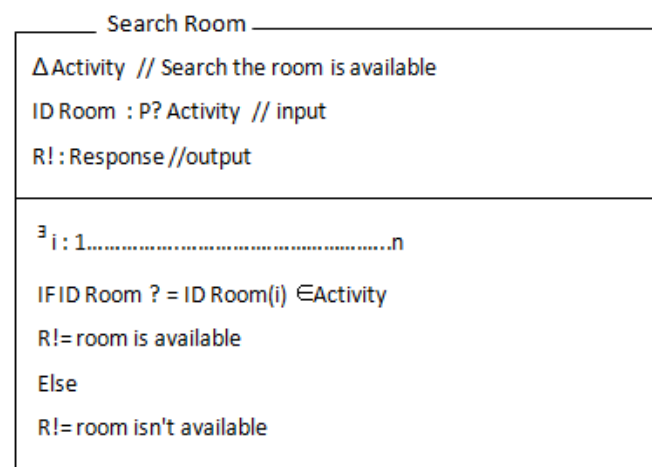 Search Room
Δ Activity // Search the room is available
ID Room : P? Activity // input
R! : Response //output
∃ i : 1....................................................n
IF ID Room ? = ID Room(i) ∈Activity
R!= room is available
Else
R!= room isn't available